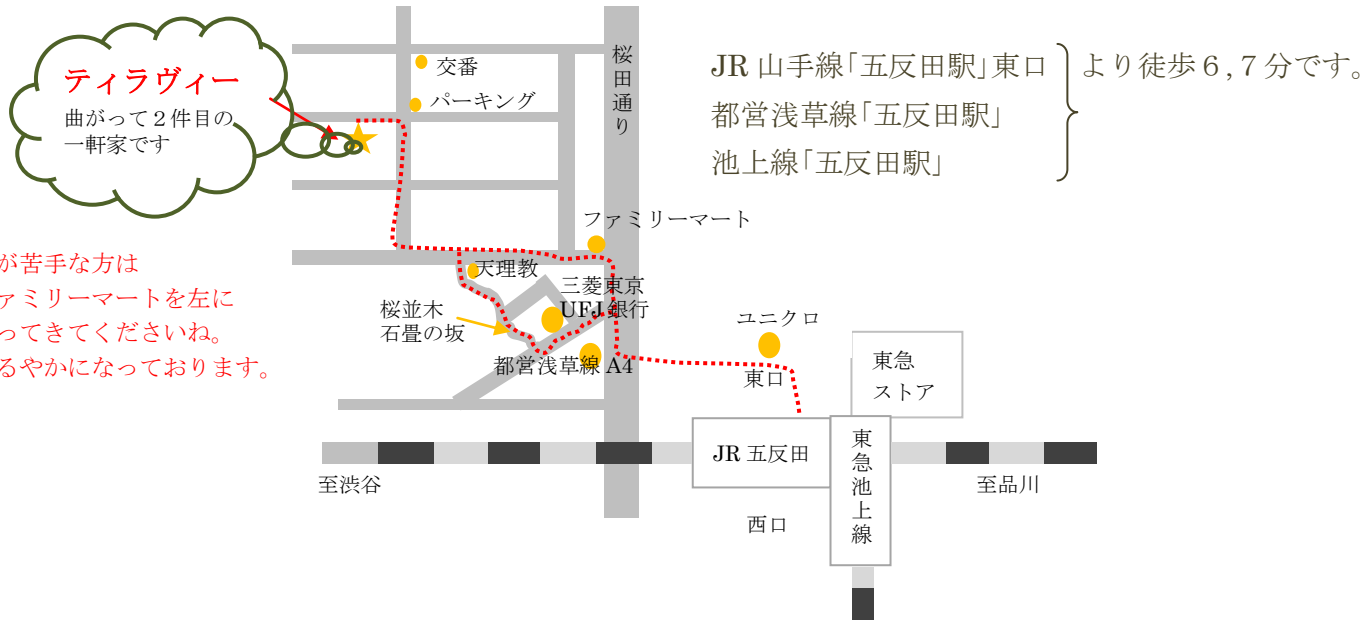 ティラヴィー
曲がって２件目の
一軒家です
交番
パーキング
桜田通り
JR 山手線「五反田駅」東口
より徒歩６,７分です。
都営浅草線「五反田駅」
池上線「五反田駅」
ファミリーマート
が苦手な方は
ァミリーマートを左に
ってきてくださいね。
るやかになっております。
天理教
三菱東京
UFJ 銀行
桜並木
石畳の坂
都営浅草線 A4
ユニクロ
東口
東急
ストア
JR 五反田
東急池上線
至渋谷
至品川
西口